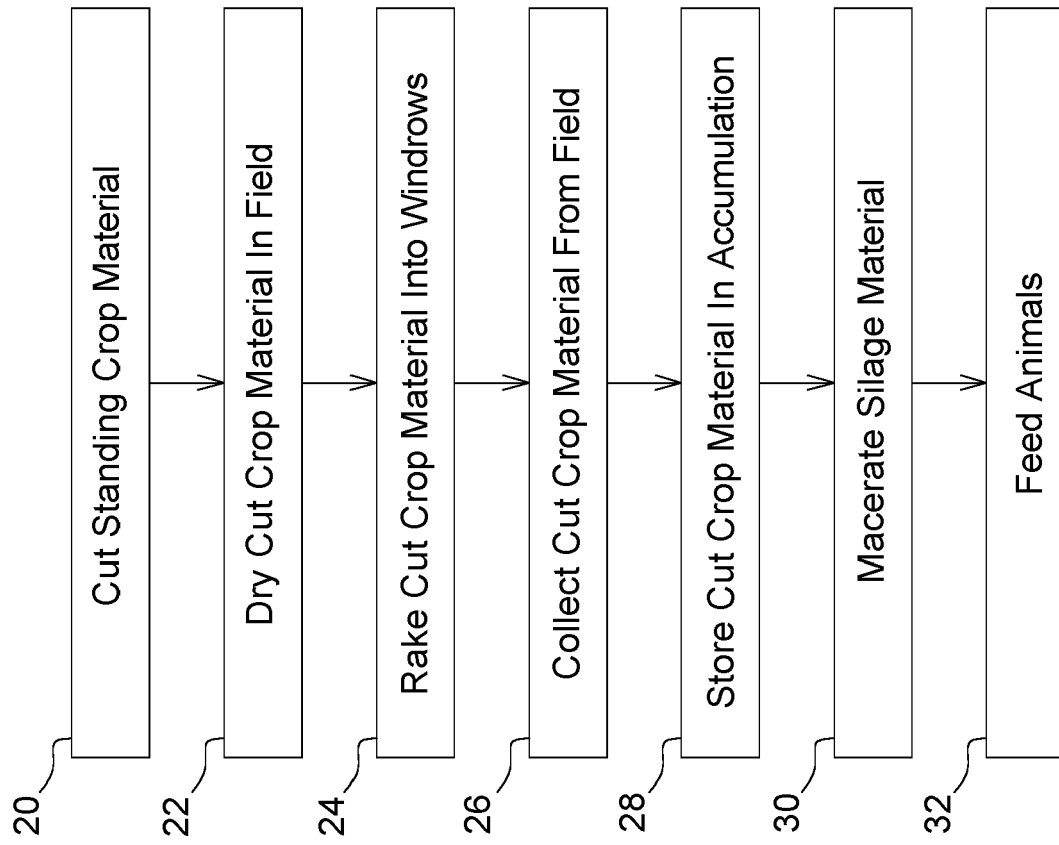 20
Cut Standing Crop Material
22
Dry Cut Crop Material In Field
24
Rake Cut Crop Material Into Windrows
26
Collect Cut Crop Material From Field
28
Store Cut Crop Material In Accumulation
30
Macerate Silage Material
32
Feed Animals